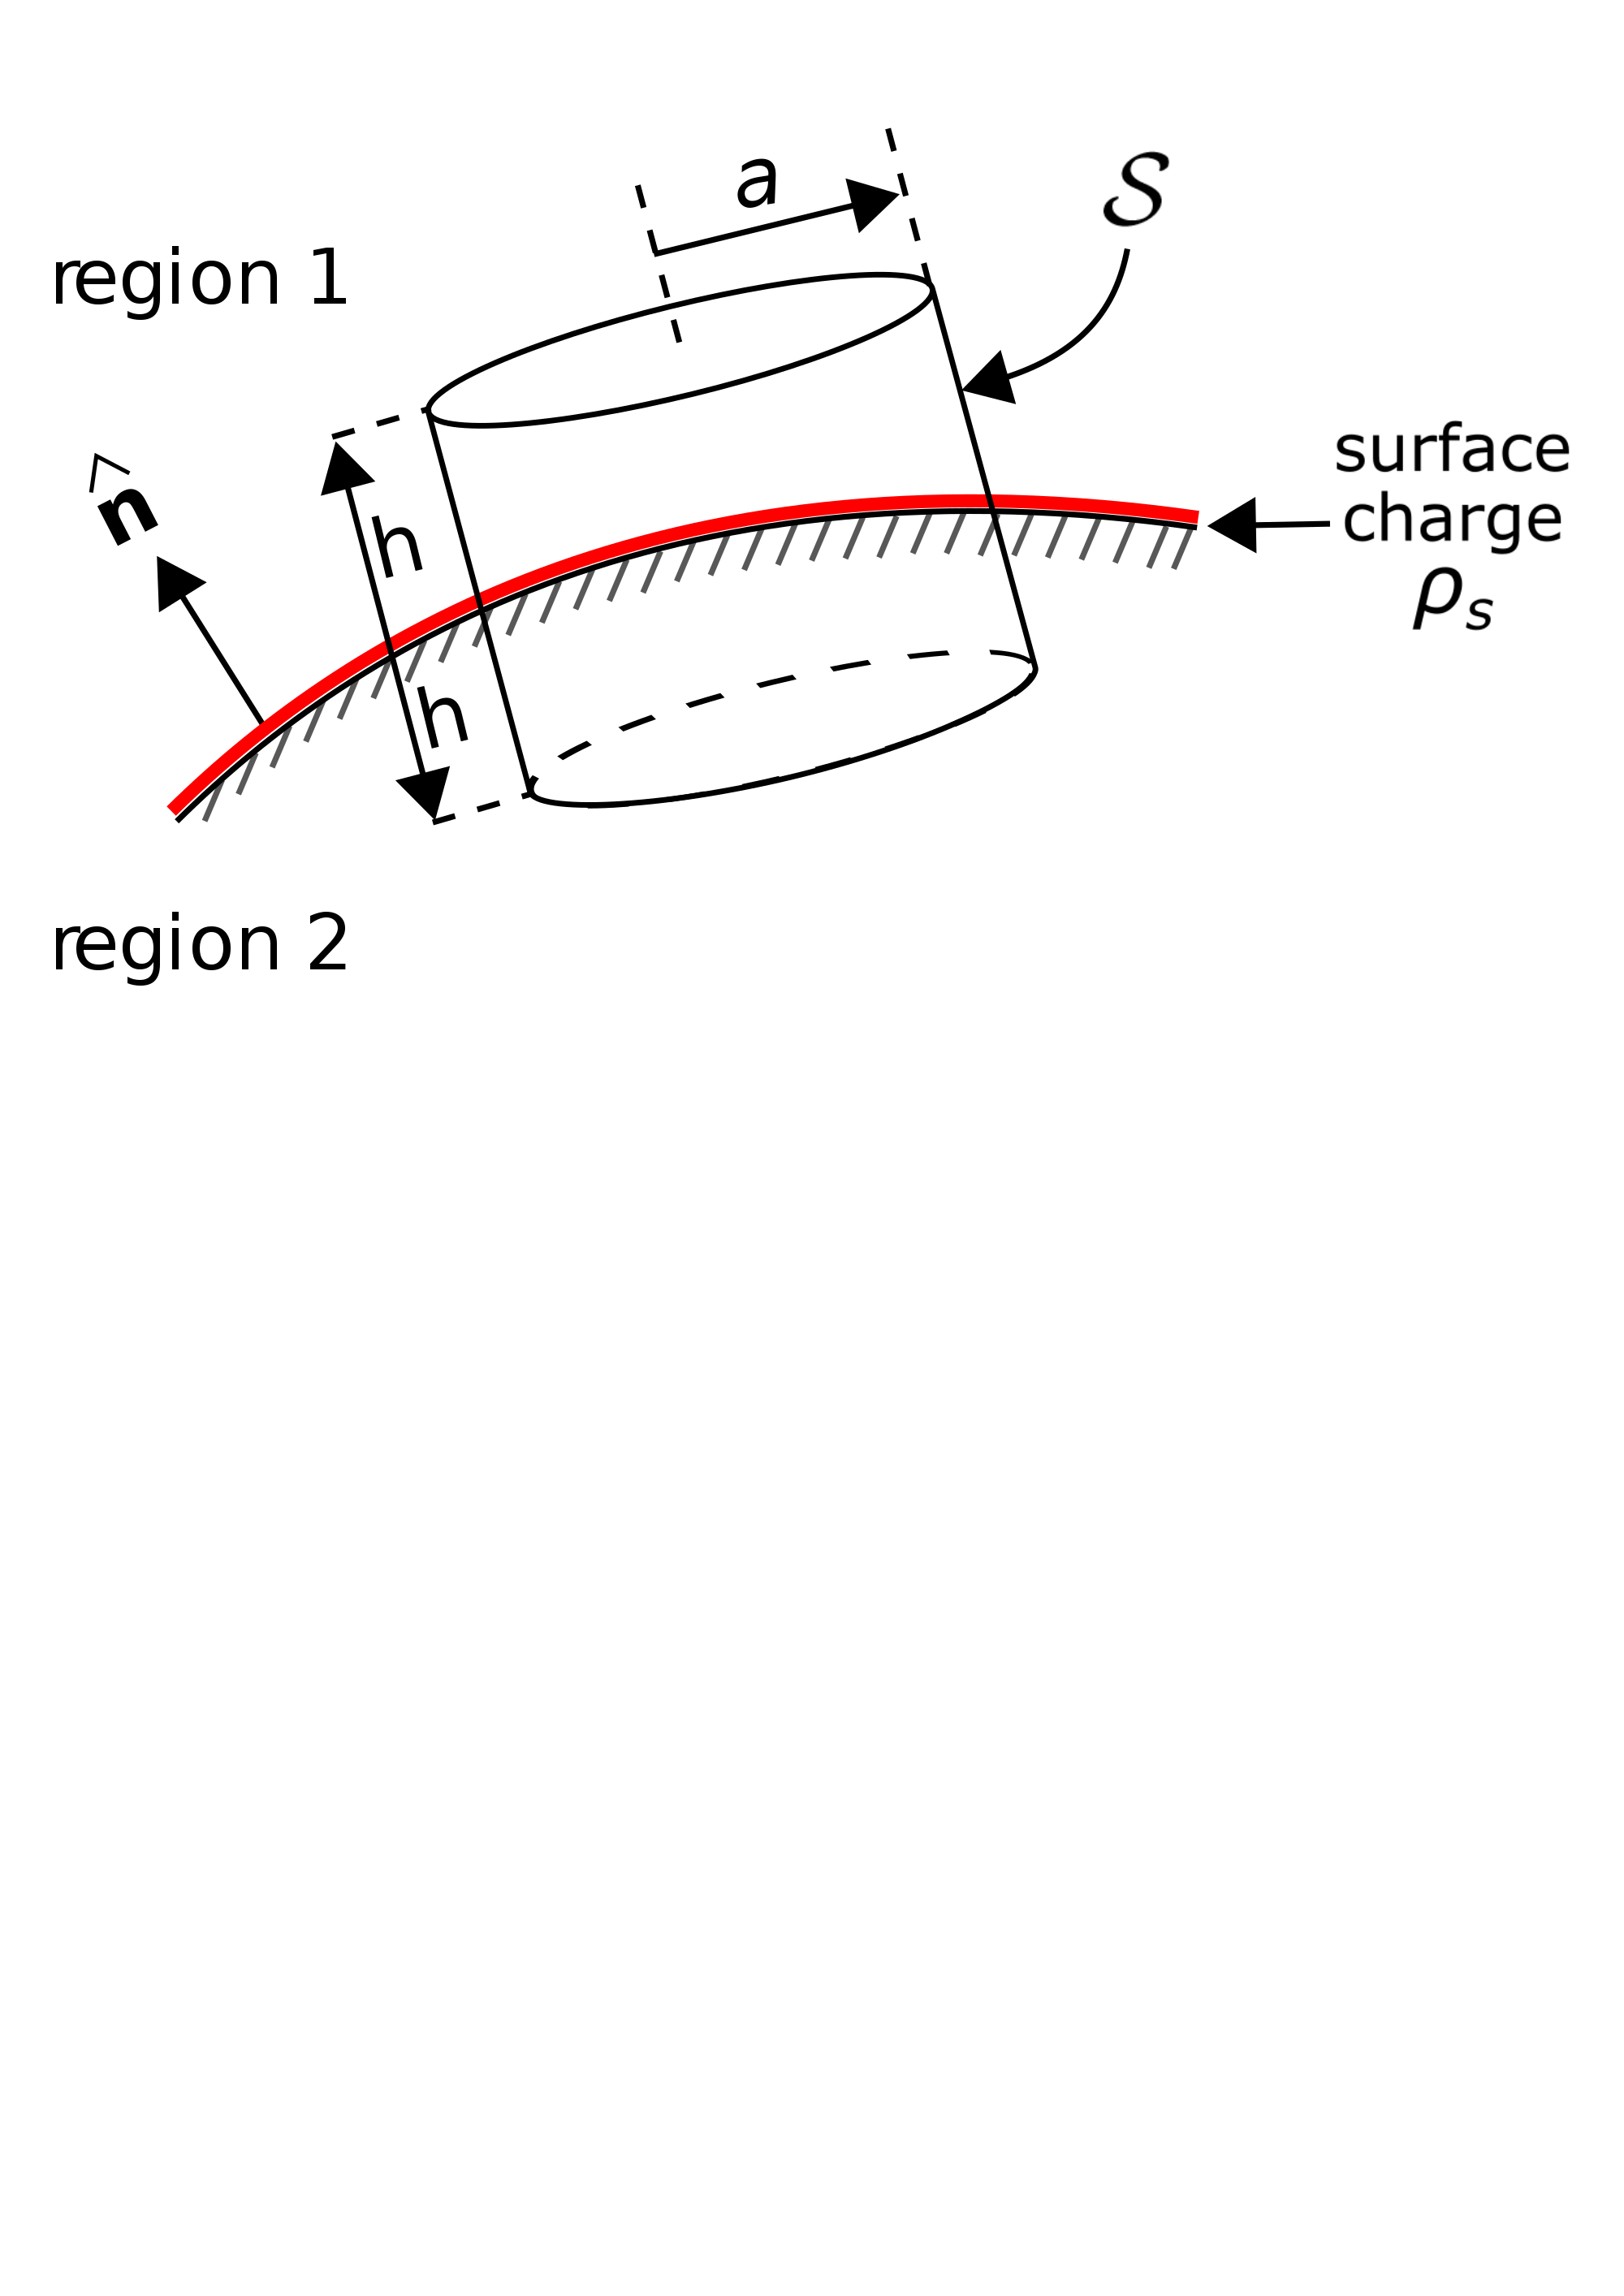 a
𝒮
region 1
surface
charge
ρₛ
n̂
h
h
region 2